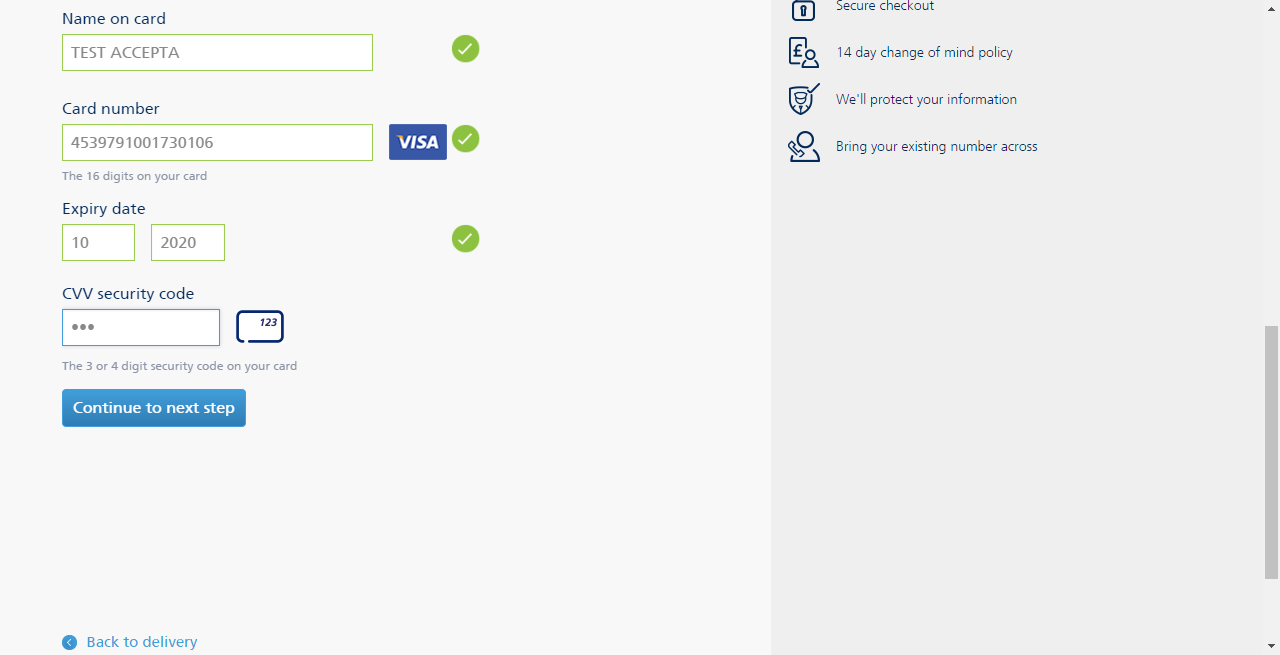 Name on card
TEST ACCEPTA
Card number
4539791001730106
VISA
The 16 digits on your card
Expiry date
10 2020
CVV security code
•••
123
The 3 or 4 digit security code on your card
Continue to next step
Back to delivery
Secure checkout
14 day change of mind policy
We'll protect your information
Bring your existing number across